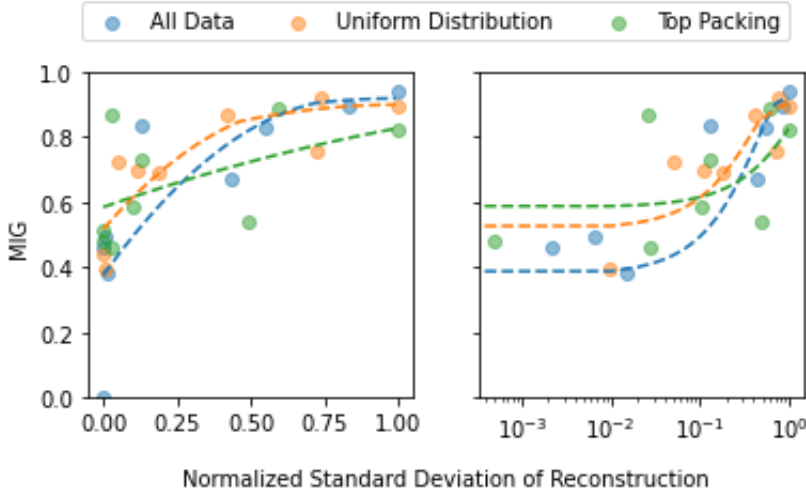 All Data Uniform Distribution Top Packing
1.0
0.8
0.6
0.4
0.2
0.0
MIG
0.00 0.25 0.50 0.75 1.00
10⁻³ 10⁻² 10⁻¹ 10⁰
Normalized Standard Deviation of Reconstruction